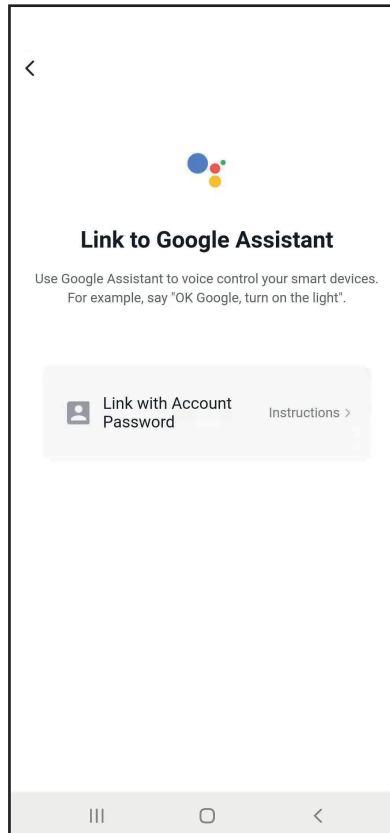 Link to Google Assistant
Use Google Assistant to voice control your smart devices.
For example, say "OK Google, turn on the light".
Link with Account
Password
Instructions >